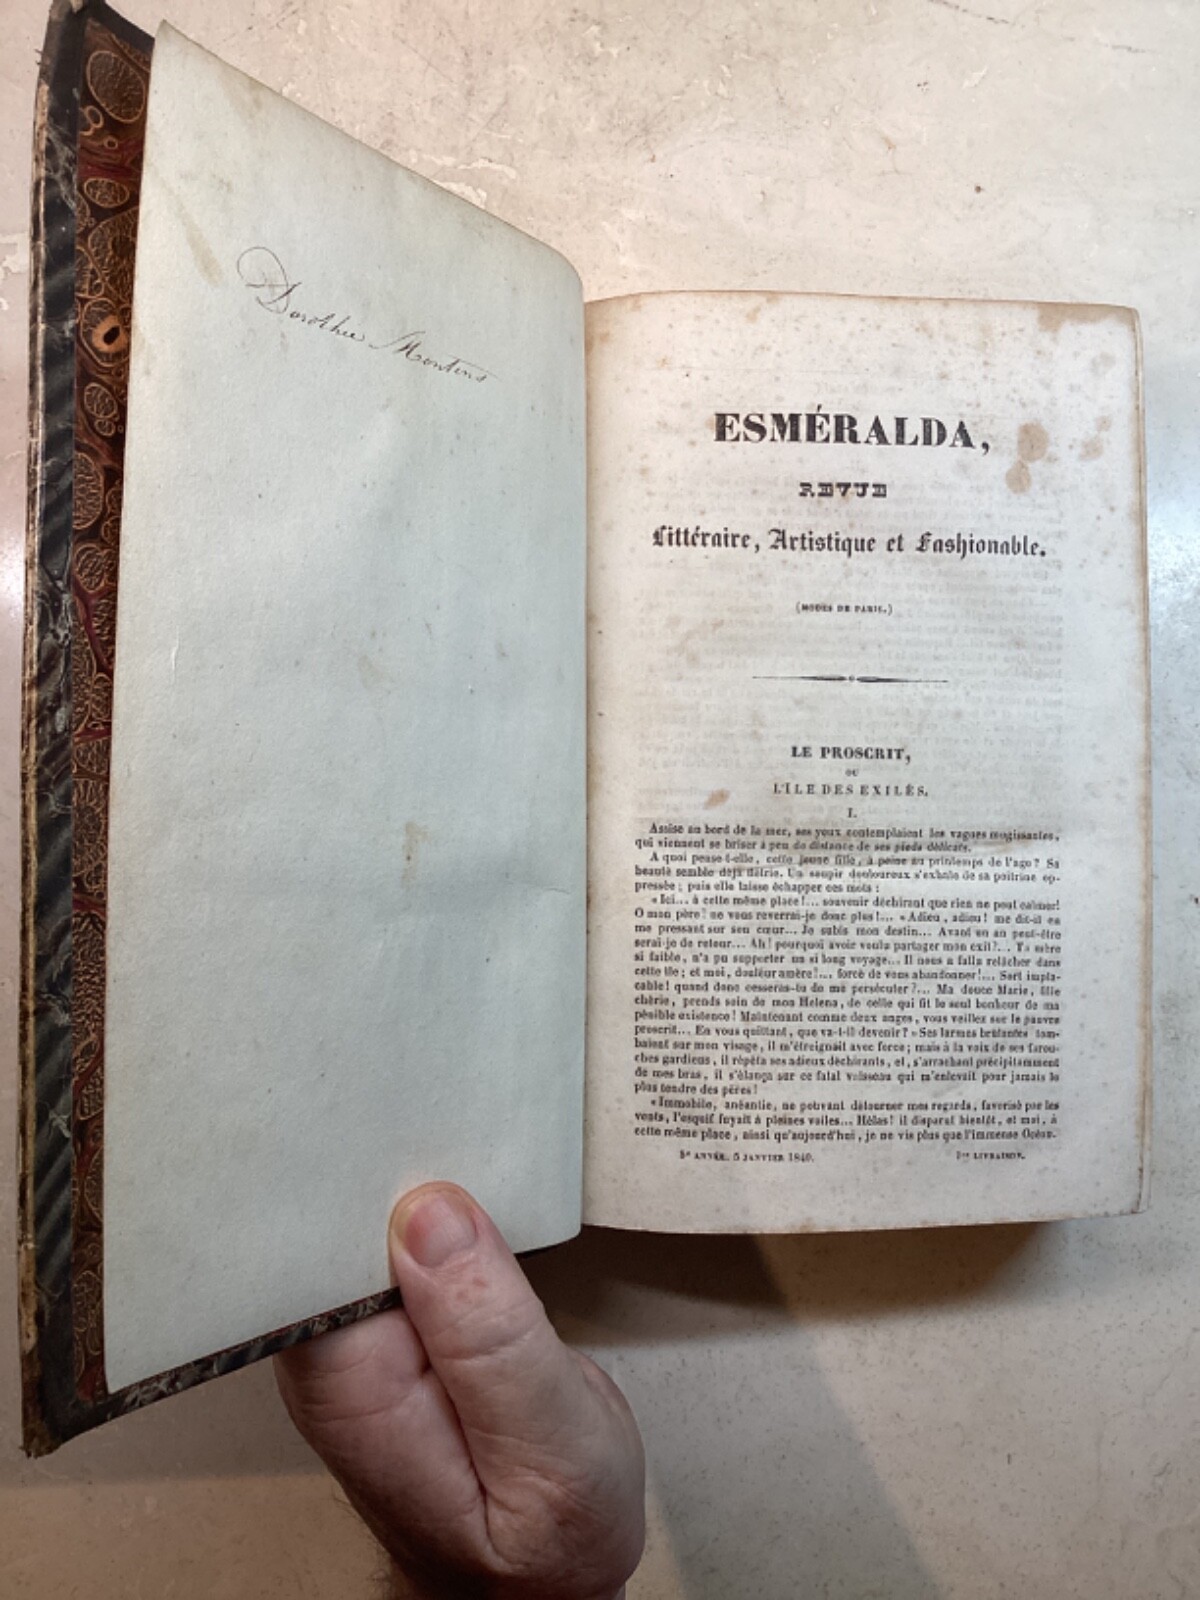 Dorothée Montens
ESMÉRALDA,
REVUE
Littéraire, Artistique et Fashionable.
(MODES DE PARIS.)
LE PROSCRIT,
OU
L'ILE DES EXILÉS.
I.
Assise au bord de la mer, ses yeux contemplaient les vagues mugissantes,
qui viennent se briser à peu de distance de ses pieds délicats.
A quoi pense-t-elle, cette jeune fille, à peine au printemps de l'age? Sa
beauté semble déjà flétrie. Un soupir douloureux s'exhale de sa poitrine op-
pressée; puis elle laisse échapper ces mots :
« Ici... à cette même place!... souvenir déchirant que rien ne peut calmer!
O mon père! ne vous reverrai-je donc plus!... « Adieu, adieu! me dit-il en
me pressant sur son cœur... Je subis mon destin... Avant un an peut-être
serai-je de retour... Ah! pourquoi avoir voulu partager mon exil?... Ta mère
si faible, n'a pu supporter un si long voyage... Il nous a fallu relâcher dans
cette île; et moi, douleur amère!... forcé de vous abandonner!... Sort impla-
cable! quand donc cesseras-tu de me persécuter?... Ma douce Marie, fille
chérie, prends soin de mon Helena, de celle qui fit le seul bonheur de ma
pénible existence! Maintenant comme deux anges, vous veillez sur le pauvre
proscrit... En vous quittant, que va-t-il devenir? » Ses larmes brûlantes tom-
baient sur mon visage, il m'étreignait avec force; mais à la voix de ses farou-
ches gardiens, il répéta ses adieux déchirants, et, s'arrachant précipitamment
de mes bras, il s'élança sur ce fatal vaisseau qui m'enlevait pour jamais le
plus tendre des pères!
« Immobile, anéantie, ne pouvant détourner mes regards, favorisé par les
vents, l'esquif fuyait à pleines voiles... Hélas! il disparut bientôt, et moi, à
cette même place, ainsi qu'aujourd'hui, je ne vis plus que l'immense Océan.
ANNÉE. 5 JANVIER 1840. 1re LIVRAISON.